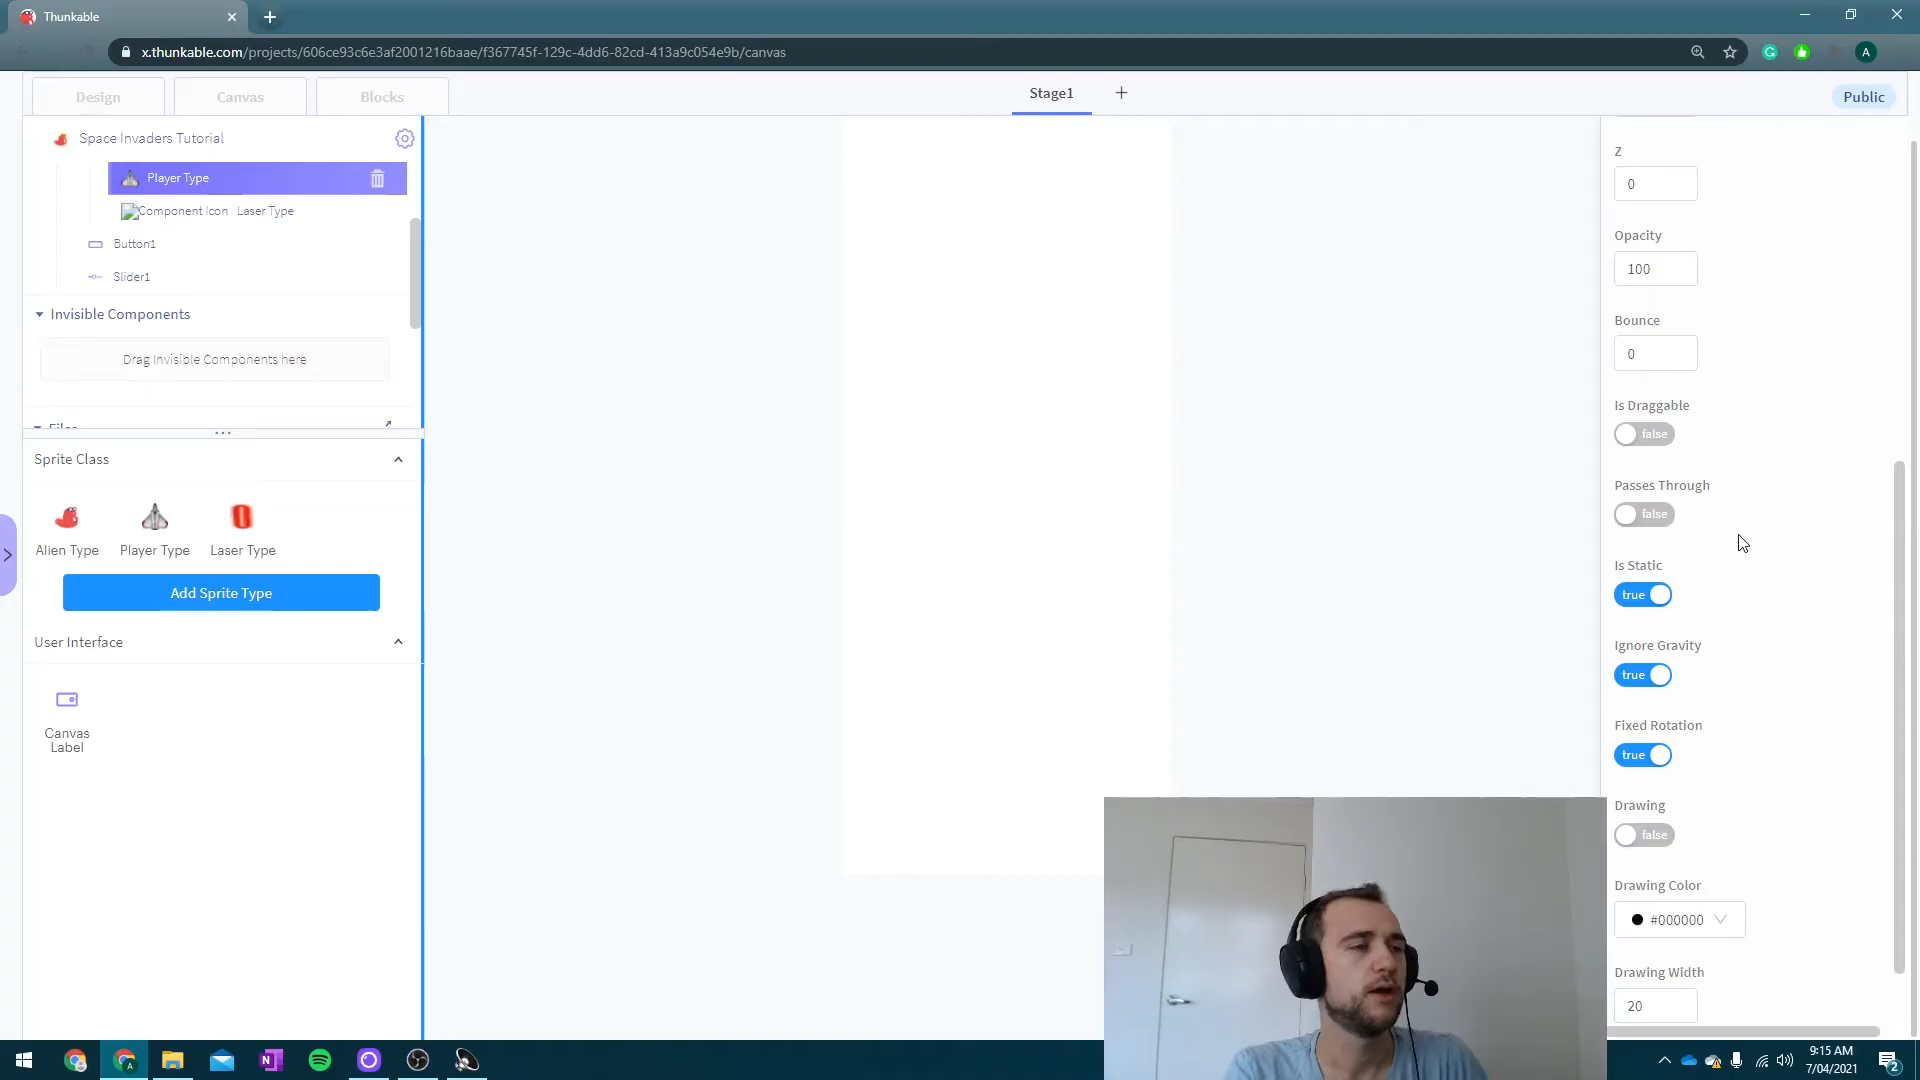 Thunkable
x.thunkable.com/projects/606ce93c6e3af2001216baae/f367745f-129c-4dd6-82cd-413a9c054e9b/canvas
A
Design
Canvas
Blocks
Stage1
+
Public
Space Invaders Tutorial
Player Type
Component Icon Laser Type
Button1
Slider1
Invisible Components
Drag Invisible Components here
Files
Sprite Class
Alien Type
Player Type
Laser Type
Add Sprite Type
User Interface
Canvas
Label
Z
0
Opacity
100
Bounce
0
Is Draggable
false
Passes Through
false
Is Static
true
Ignore Gravity
true
Fixed Rotation
true
Drawing
false
Drawing Color
#000000
Drawing Width
20
9:15 AM
7/04/2021
2